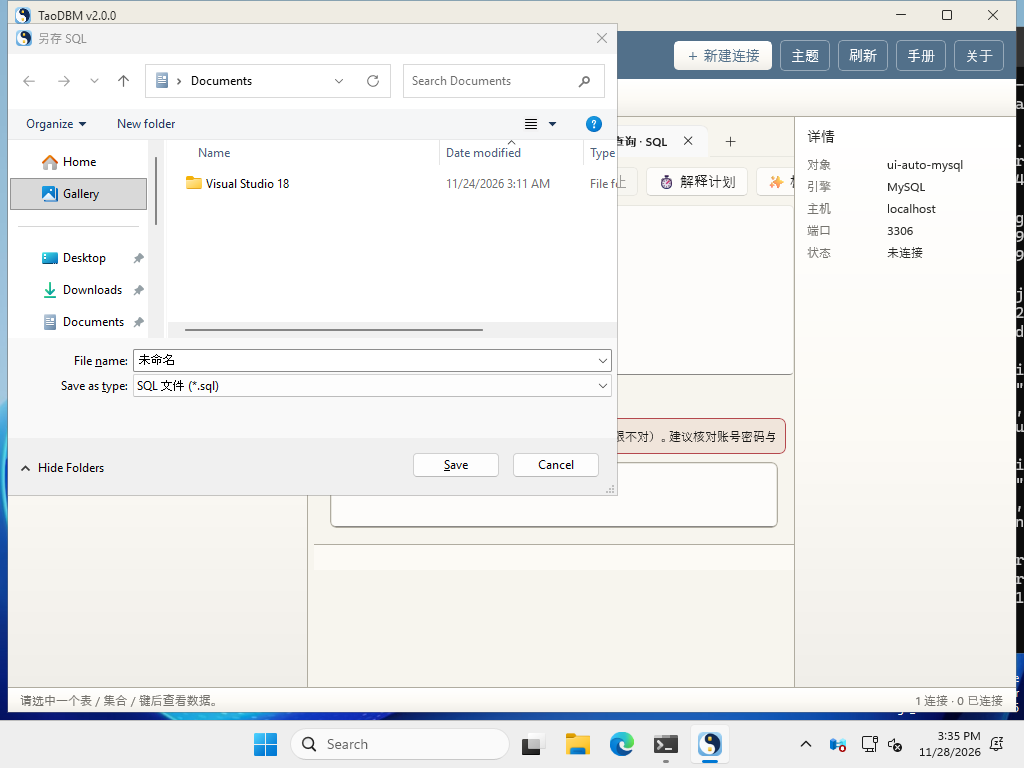 TaoDBM v2.0.0
另存 SQL
+ 新建连接
主题
刷新
手册
关于
Documents
Search Documents
Organize
New folder
查询 · SQL
Name
Date modified
Type
Home
Gallery
Visual Studio 18
11/24/2026 3:11 AM
File
解释计划
Desktop
Downloads
Documents
详情
对象 ui-auto-mysql
引擎 MySQL
主机 localhost
端口 3306
状态 未连接
File name: 未命名
Save as type: SQL 文件 (*.sql)
限不对）。建议核对账号密码与
Hide Folders
Save
Cancel
请选中一个表 / 集合 / 键后查看数据。
1 连接 · 0 已连接
Search
3:35 PM
11/28/2026